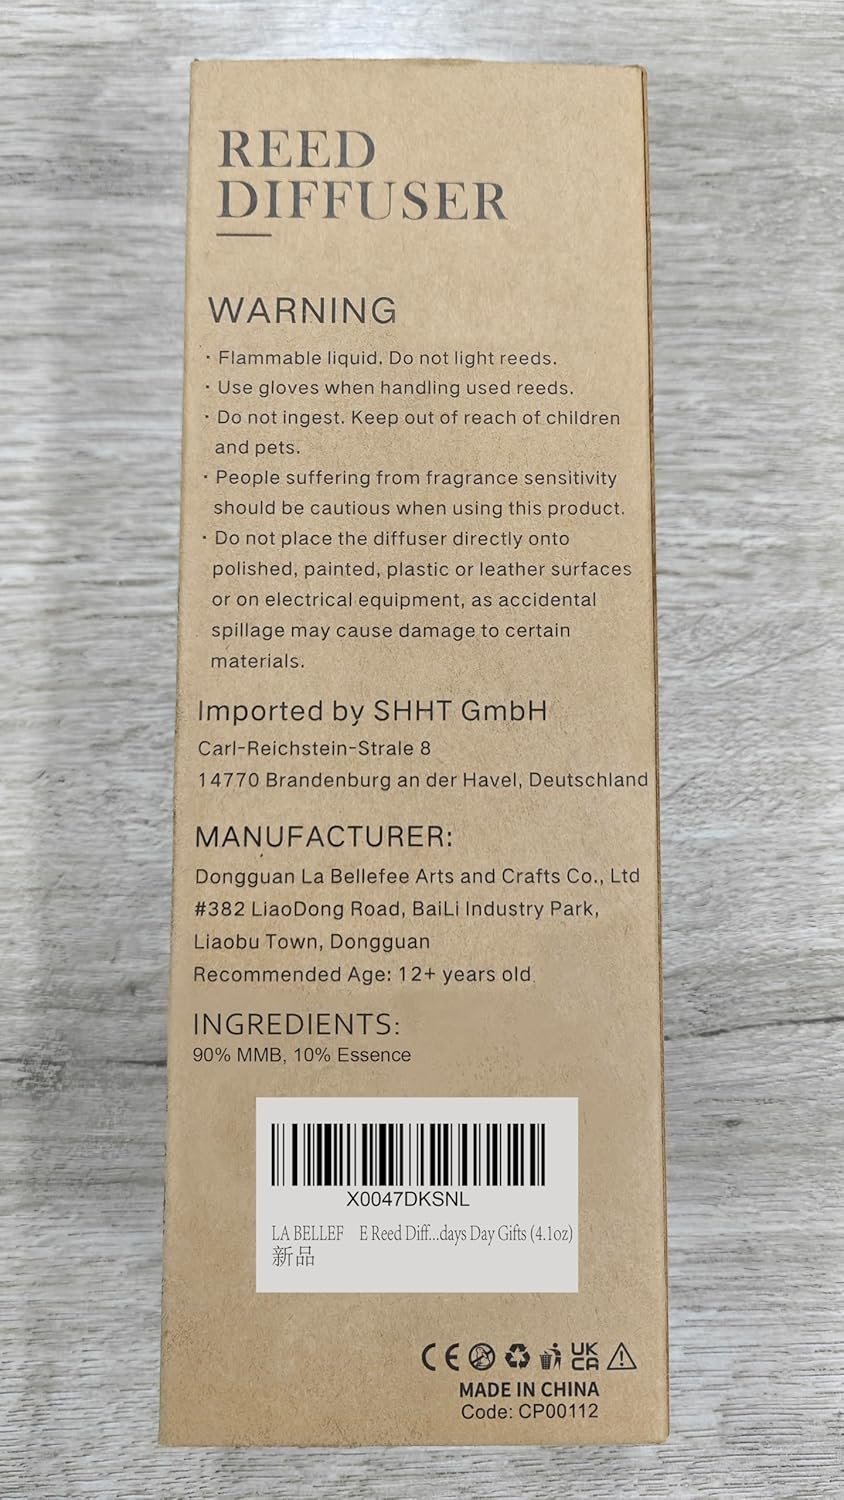 REED
DIFFUSER
WARNING
· Flammable liquid. Do not light reeds.
· Use gloves when handling used reeds.
· Do not ingest. Keep out of reach of children
and pets.
· People suffering from fragrance sensitivity
should be cautious when using this product.
· Do not place the diffuser directly onto
polished, painted, plastic or leather surfaces
or on electrical equipment, as accidental
spillage may cause damage to certain
materials.
Imported by SHHT GmbH
Carl-Reichstein-Strale 8
14770 Brandenburg an der Havel, Deutschland
MANUFACTURER:
Dongguan La Bellefee Arts and Crafts Co., Ltd
#382 LiaoDong Road, BaiLi Industry Park,
Liaobu Town, Dongguan
Recommended Age: 12+ years old
INGREDIENTS:
90% MMB, 10% Essence
X0047DKSNL
LA BELLEF E Reed Diff...days Day Gifts (4.1oz)
新品
CE UK
CA
MADE IN CHINA
Code: CP00112